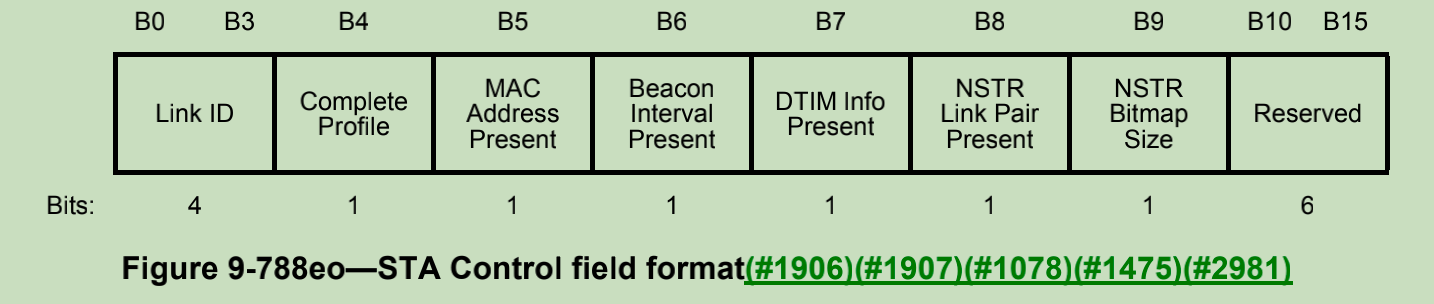 B0 B3 B4 B5 B6 B7 B8 B9 B10 B15
Link ID
Complete
Profile
MAC
Address
Present
Beacon
Interval
Present
DTIM Info
Present
NSTR
Link Pair
Present
NSTR
Bitmap
Size
Reserved
Bits: 4 1 1 1 1 1 1 6
Figure 9-788eo—STA Control field format(#1906)(#1907)(#1078)(#1475)(#2981)